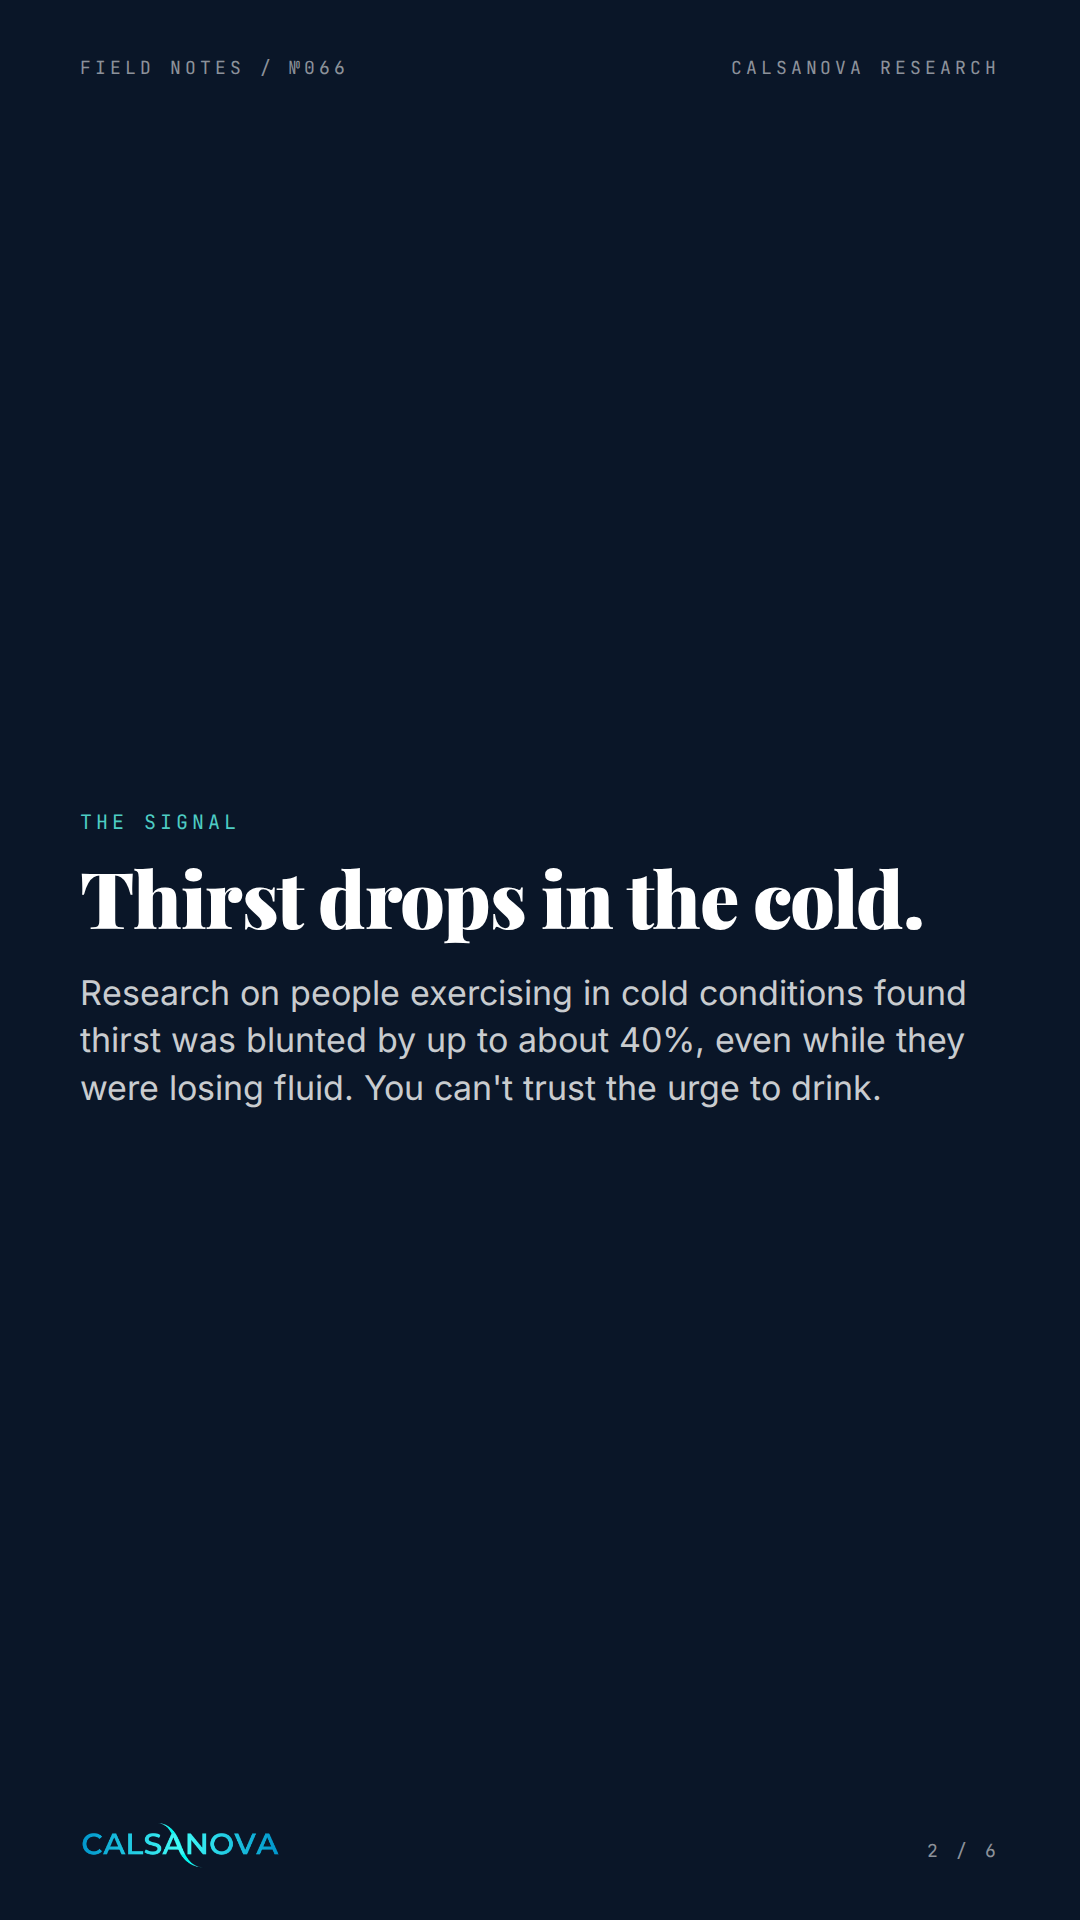 FIELD NOTES / №066
CALSANOVA RESEARCH
THE SIGNAL
Thirst drops in the cold.
Research on people exercising in cold conditions found
thirst was blunted by up to about 40%, even while they
were losing fluid. You can't trust the urge to drink.
CALSANOVA
2 / 6